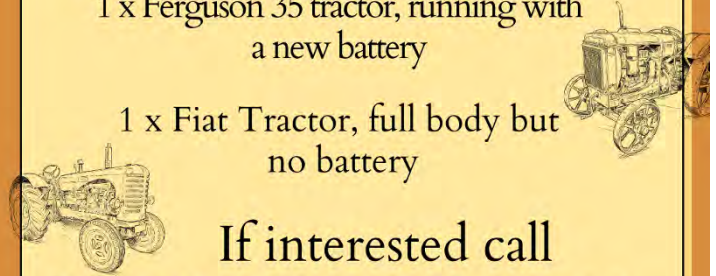 1 x Ferguson 35 tractor, running with
a new battery
1 x Fiat Tractor, full body but
no battery
If interested call